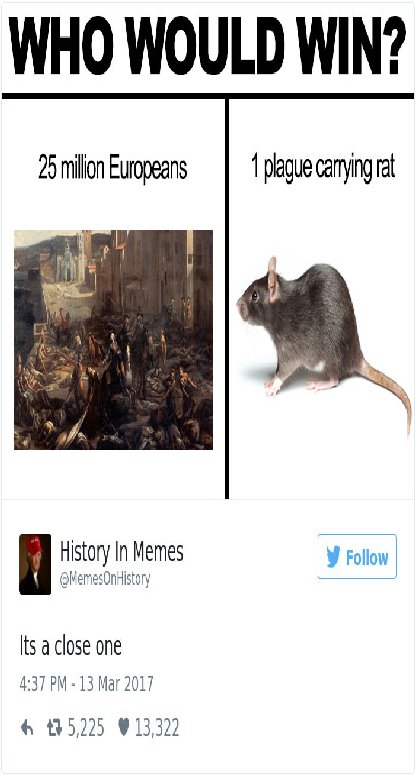 WHO WOULD WIN?
25 million Europeans
1 plague carrying rat
History In Memes
@MemesOnHistory
Follow
Its a close one
4:37 PM - 13 Mar 2017
5,225 13,322